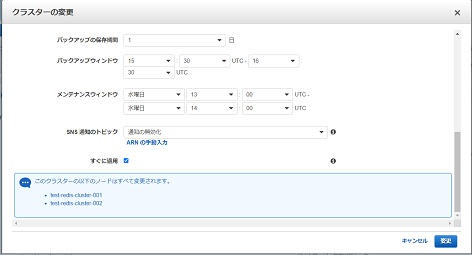 クラスターの変更
バックアップの保存期間 1 日
バックアップウィンドウ 15 : 30 UTC - 16 :
30 UTC
メンテナンスウィンドウ 水曜日 13 : 00 UTC -
水曜日 14 : 00 UTC
SNS 通知のトピック 通知の無効化
ARN の手動入力
すぐに適用
このクラスターの以下のノードはすべて変更されます。
test-redis-cluster-001
test-redis-cluster-002
キャンセル 変更